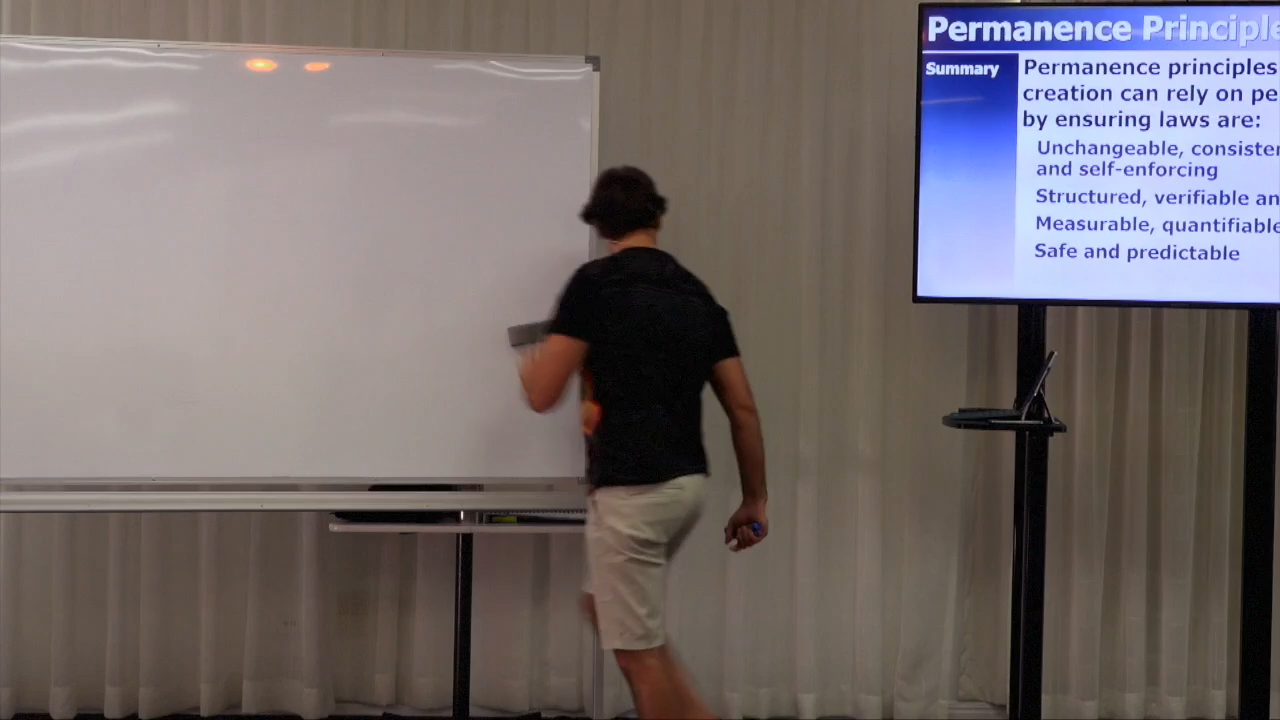 Permanence Principle
Summary
Permanence principles
creation can rely on pe
by ensuring laws are:
Unchangeable, consisten
and self-enforcing
Structured, verifiable an
Measurable, quantifiable
Safe and predictable